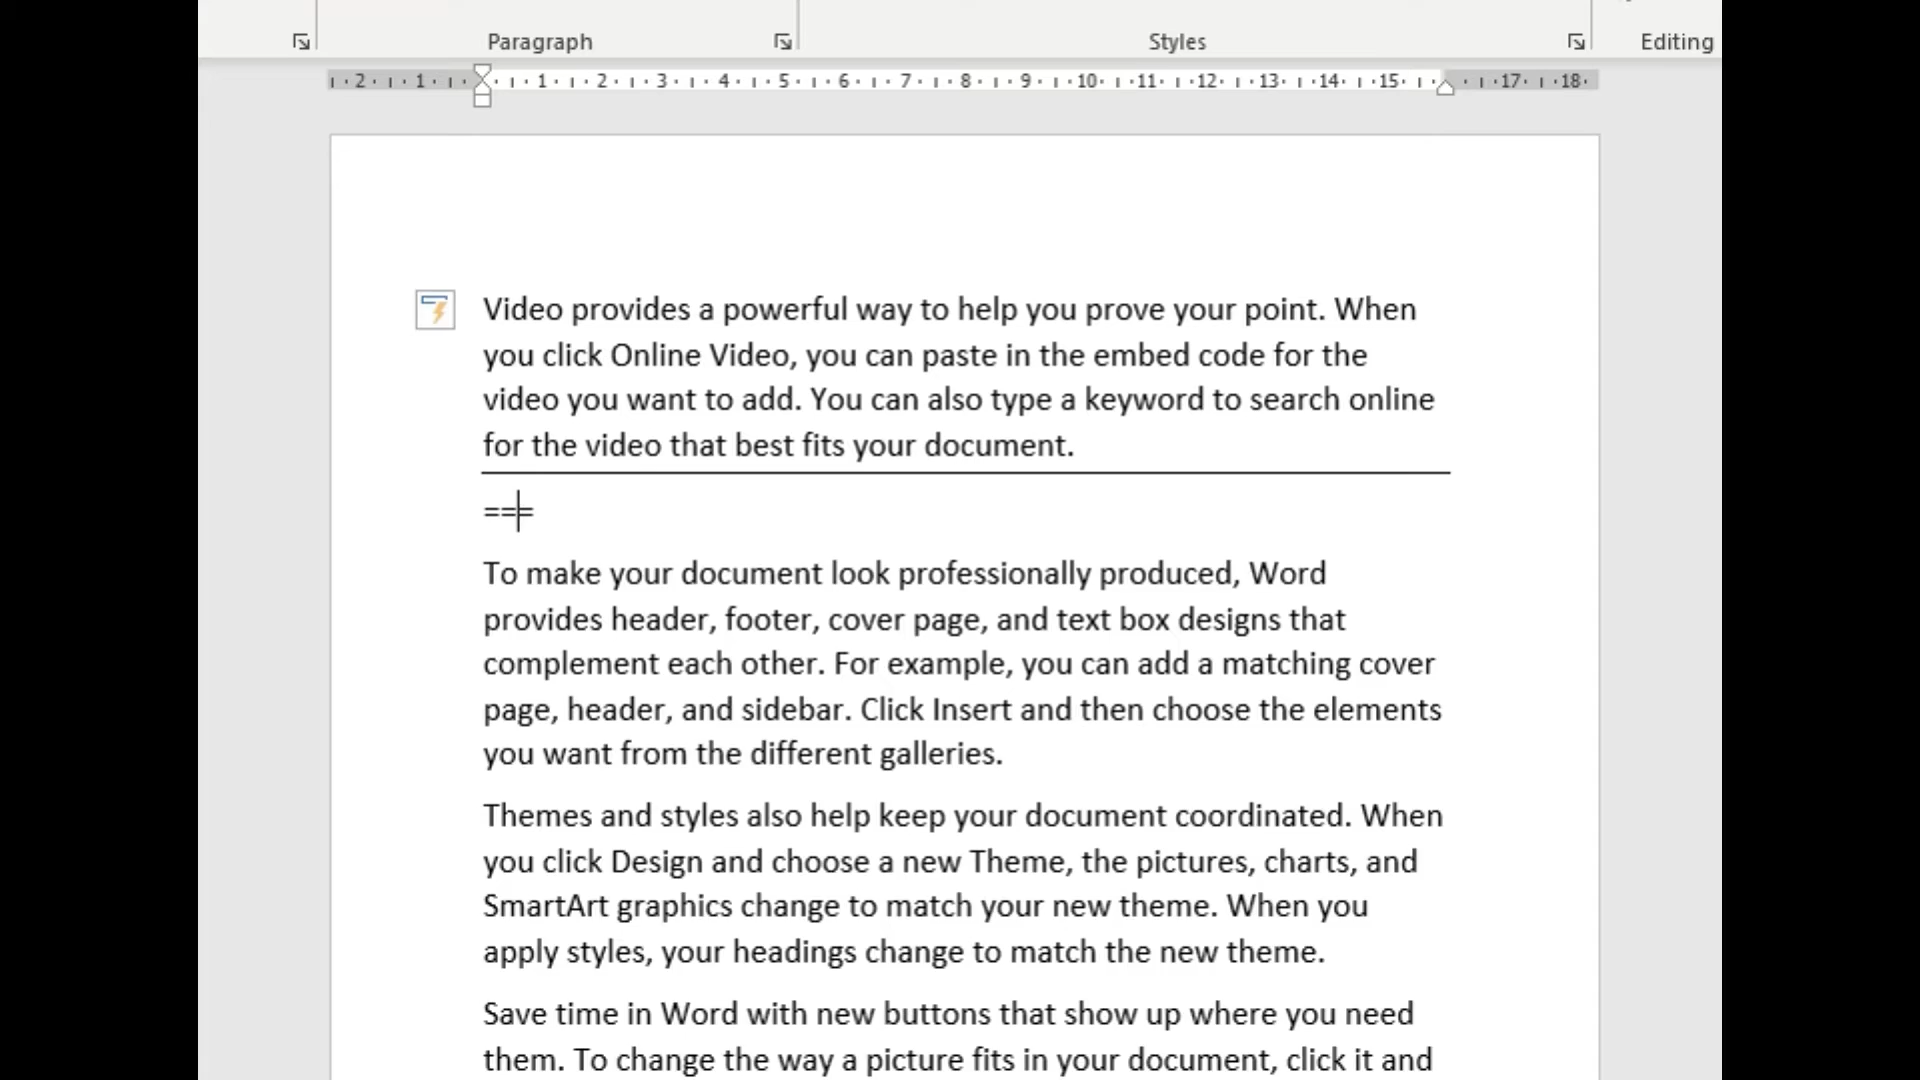 Paragraph
Styles
Editing
2 1 1 2 3 4 5 6 7 8 9 10 11 12 13 14 15 17 18
Video provides a powerful way to help you prove your point. When
you click Online Video, you can paste in the embed code for the
video you want to add. You can also type a keyword to search online
for the video that best fits your document.
===
To make your document look professionally produced, Word
provides header, footer, cover page, and text box designs that
complement each other. For example, you can add a matching cover
page, header, and sidebar. Click Insert and then choose the elements
you want from the different galleries.
Themes and styles also help keep your document coordinated. When
you click Design and choose a new Theme, the pictures, charts, and
SmartArt graphics change to match your new theme. When you
apply styles, your headings change to match the new theme.
Save time in Word with new buttons that show up where you need
them. To change the way a picture fits in your document, click it and